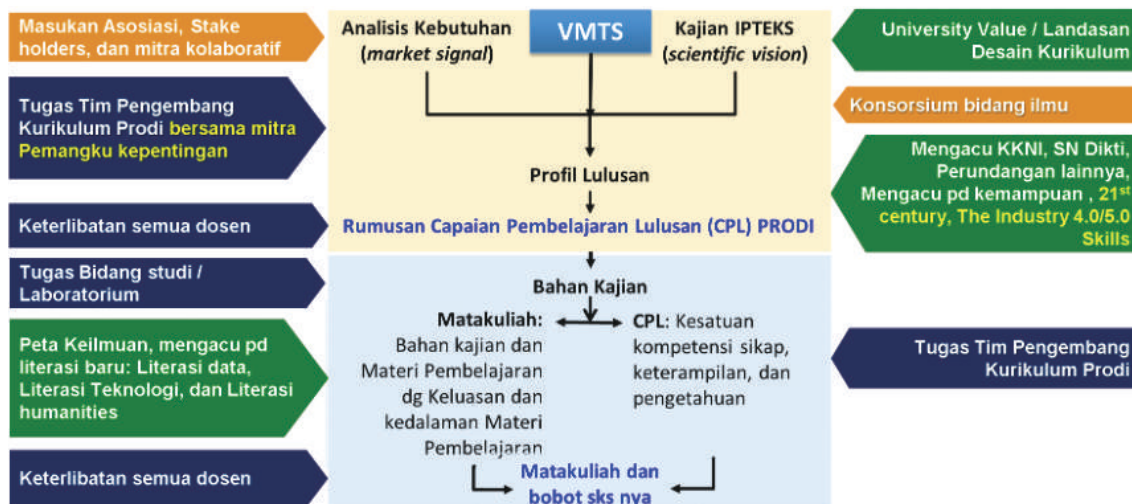 Masukan Asosiasi, Stake
holders, dan mitra kolaboratif
Tugas Tim Pengembang
Kurikulum Prodi bersama mitra
Pemangku kepentingan
Keterlibatan semua dosen
Tugas Bidang studi /
Laboratorium
Peta Keilmuan, mengacu pd
literasi baru: Literasi data,
Literasi Teknologi, dan Literasi
humanities
Keterlibatan semua dosen
Analisis Kebutuhan
(market signal)
VMTS
Kajian IPTEKS
(scientific vision)
Profil Lulusan
Rumusan Capaian Pembelajaran Lulusan (CPL) PRODI
Bahan Kajian
Matakuliah:
Bahan kajian dan
Materi Pembelajaran
dg Keluasan dan
kedalaman Materi
Pembelajaran
CPL: Kesatuan
kompetensi sikap,
keterampilan, dan
pengetahuan
Matakuliah dan
bobot sks nya
University Value / Landasan
Desain Kurikulum
Konsorsium bidang ilmu
Mengacu KKNI, SN Dikti,
Perundangan lainnya,
Mengacu pd kemampuan , 21st
century, The Industry 4.0/5.0
Skills
Tugas Tim Pengembang
Kurikulum Prodi